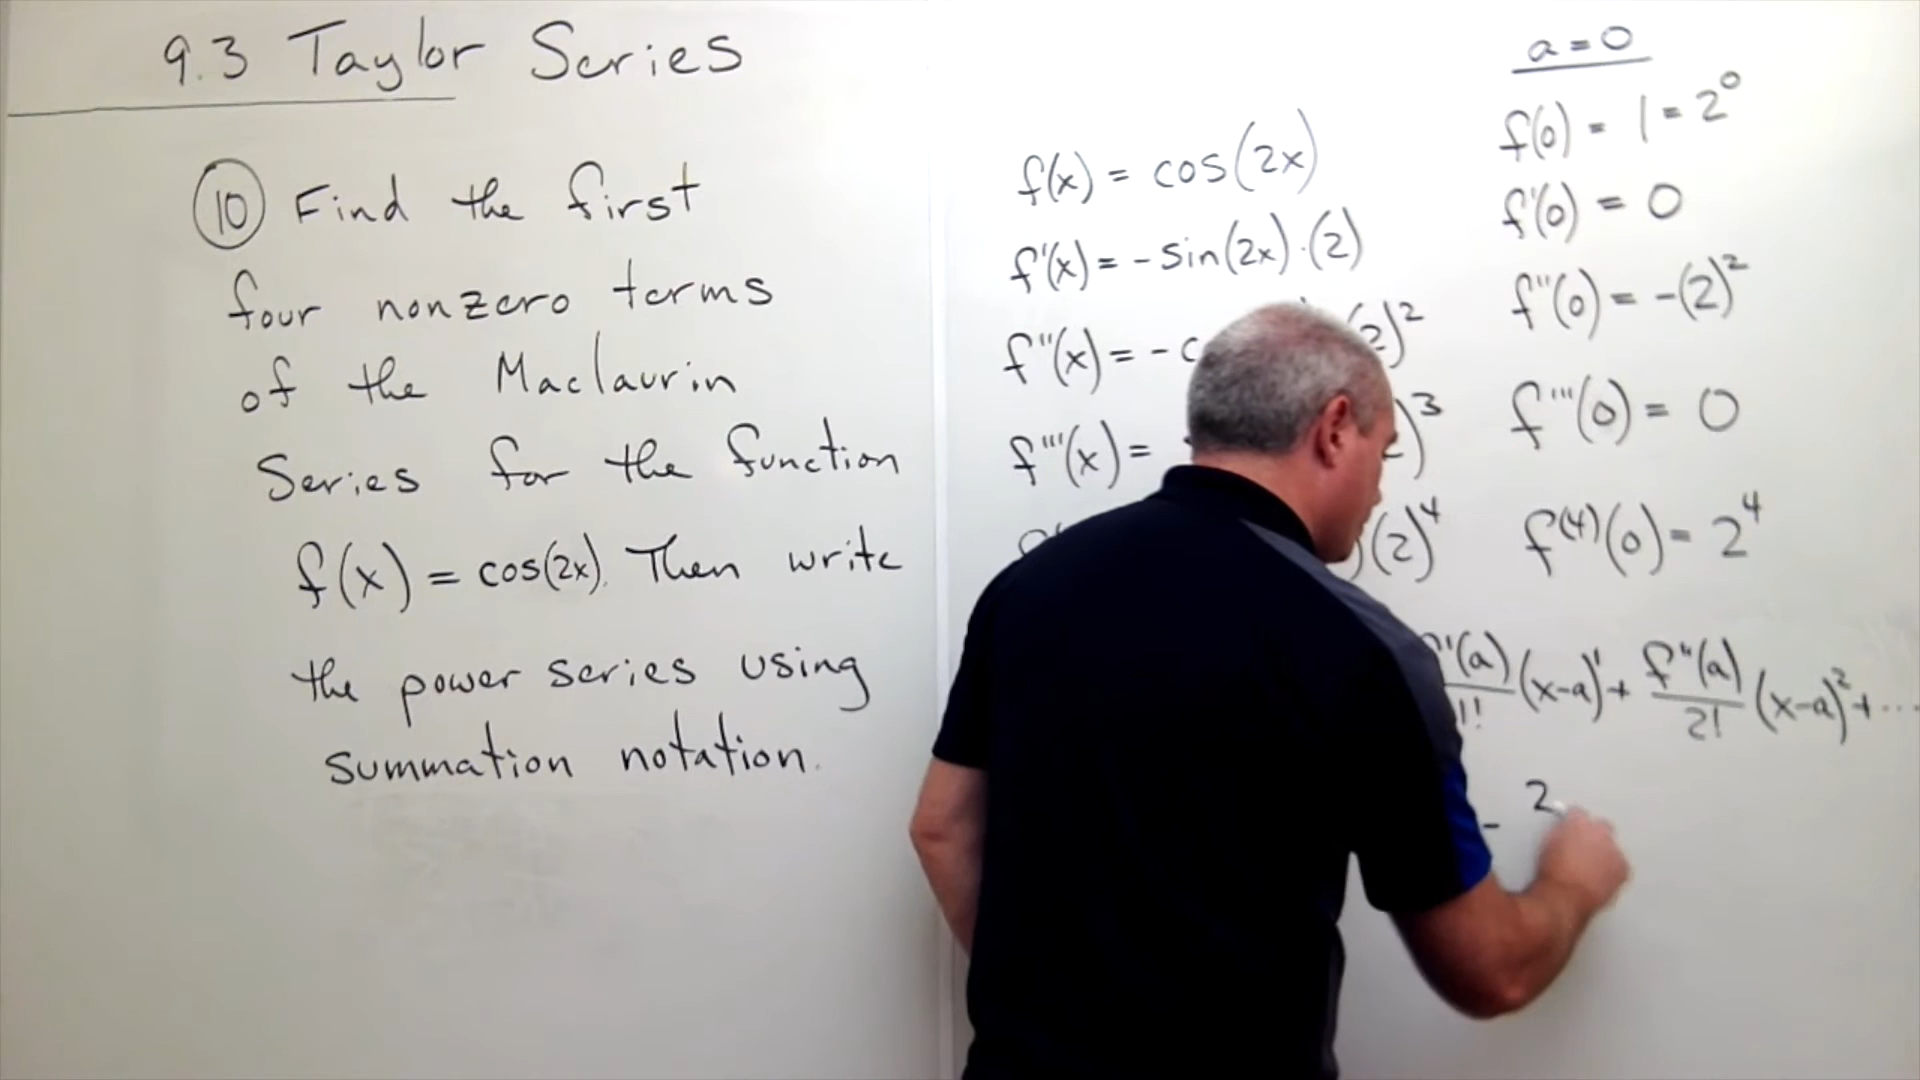 9.3 Taylor Series
10 Find the first
four nonzero terms
of the Maclaurin
Series for the function
f(x) = cos(2x). Then write
the power series using
summation notation.
f(x) = cos(2x)
f'(x) = - sin(2x) · (2)
f''(x) = - c 2)²
f'''(x) = )³
(2)⁴
a = 0
f(0) = 1 = 2⁰
f'(0) = 0
f''(0) = -(2)²
f'''(0) = 0
f⁽⁴⁾(0) = 2⁴
'(a)/1! (x-a)¹ + f''(a)/2! (x-a)² + ...
- 2